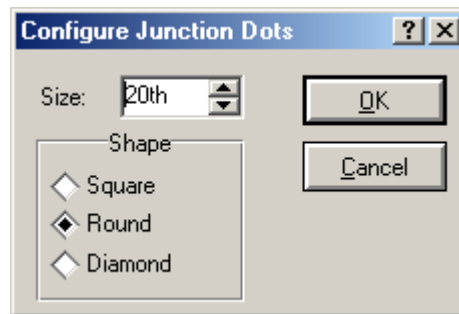 Configure Junction Dots
Size: 20th
OK
Shape
Cancel
Square
Round
Diamond